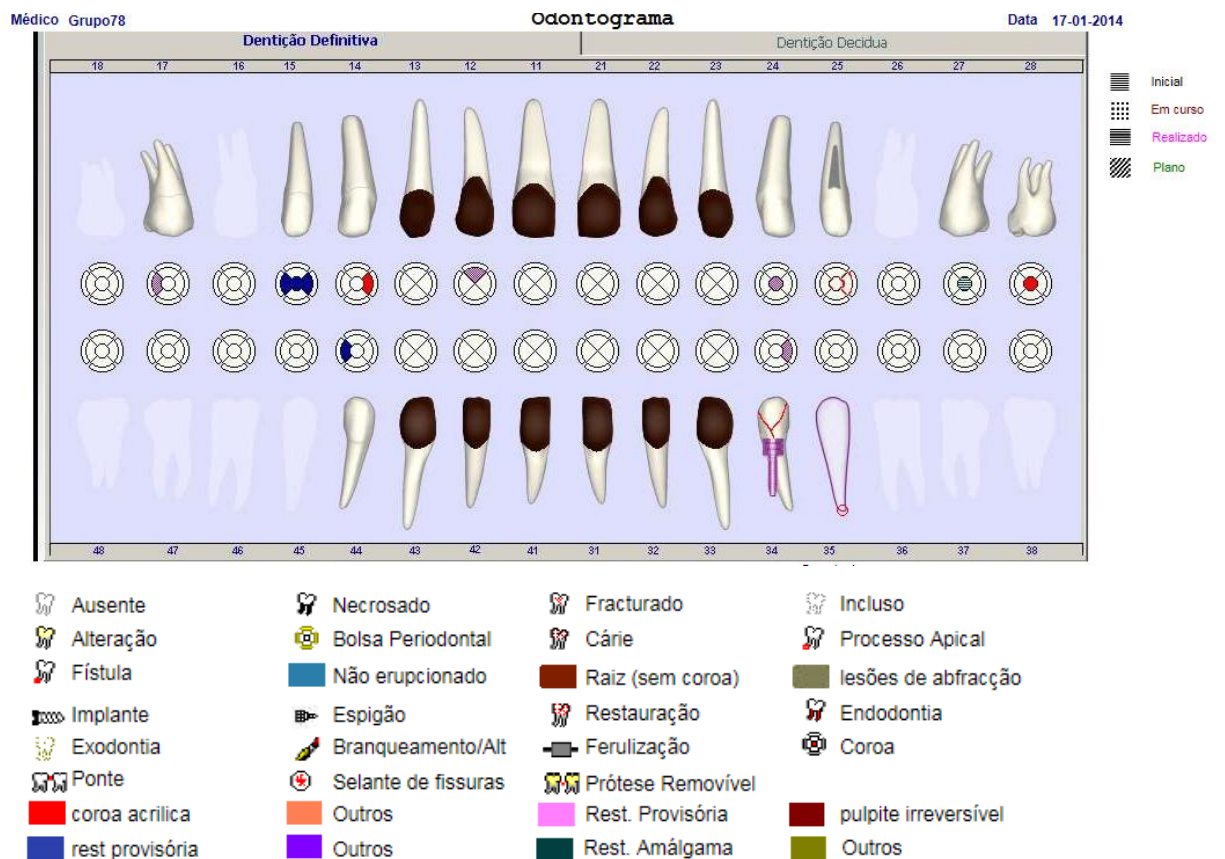 Médico Grupo78 Odontograma Data 17-01-2014
Dentição Definitiva Dentição Decidua
18 17 16 15 14 13 12 11 21 22 23 24 25 26 27 28
Inicial
Em curso
Realizado
Plano
48 47 46 45 44 43 42 41 31 32 33 34 35 36 37 38
Ausente Necrosado Fracturado Incluso
Alteração Bolsa Periodontal Cárie Processo Apical
Fístula Não erupcionado Raiz (sem coroa) lesões de abfracção
Implante Espigão Restauração Endodontia
Exodontia Branqueamento/Alt Ferulização Coroa
Ponte Selante de fissuras Prótese Removível
coroa acrilica Outros Rest. Provisória pulpite irreversível
rest provisória Outros Rest. Amálgama Outros